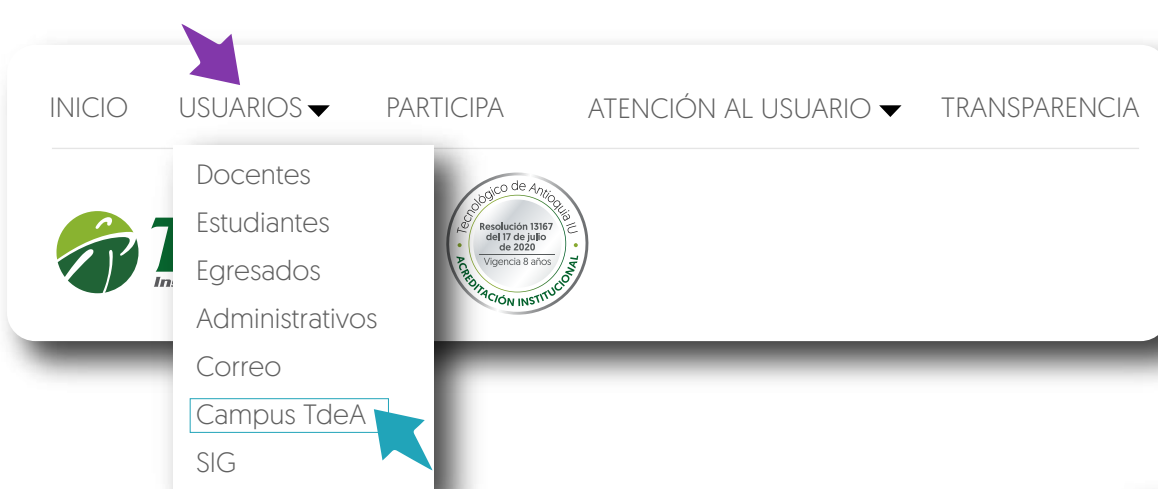 INICIO
USUARIOS
PARTICIPA
ATENCIÓN AL USUARIO
TRANSPARENCIA
Docentes
Estudiantes
Egresados
Administrativos
Correo
Campus TdeA
SIG
Tecnológico de Antioquia IU
Resolución 13167
del 17 de julio
de 2020
Vigencia 8 años
ACREDITACIÓN INSTITUCIONAL